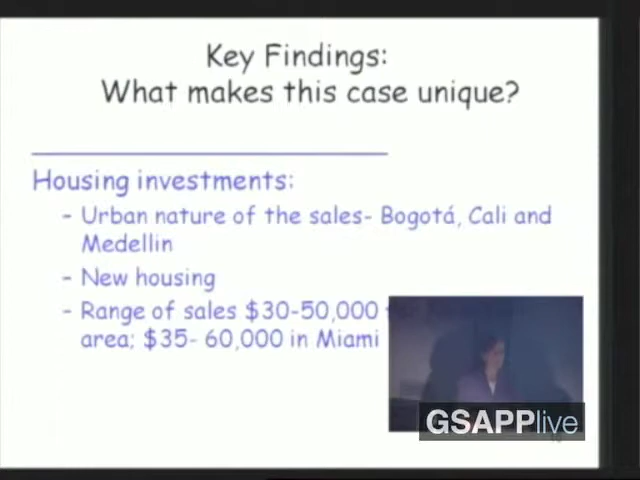 Key Findings:
What makes this case unique?
Housing investments:
- Urban nature of the sales- Bogotá, Cali and
Medellin
- New housing
- Range of sales $30-50,000
area; $35- 60,000 in Miami
GSAPPlive